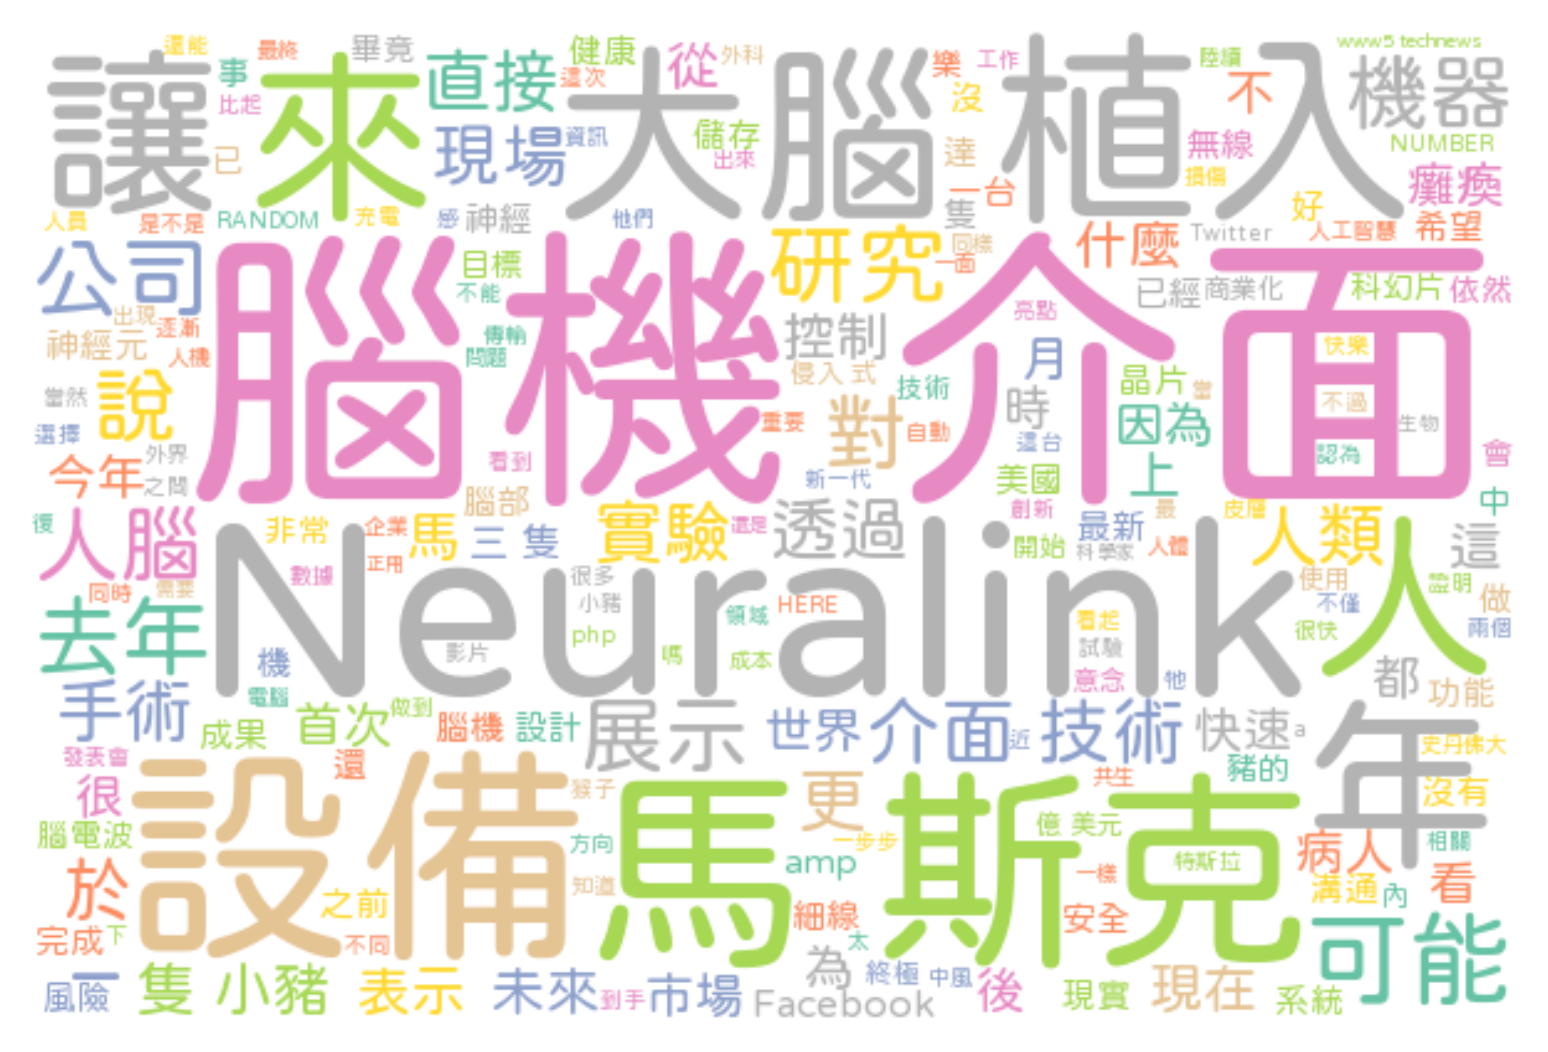 還能 最終 畢竟 健康 從 外科 樂 工作 陸續 www5 technews
讓 來 事 直接 這次 大腦 植入 不 機器
比起 現場 資訊 儲存 沒 無線 NUMBER
已 出來 達 一台 損傷 癱瘓
人員 是不是 RANDOM 充電 感 神經 他們 隻 好 什麼 Twitter 人工智慧 希望
公司 目標 研究 同樣 一面
腦機介面
不能 已經 商業化 科幻片 依然
出現 逐漸 傳輸 控制 亮點
神經元 人機 問題 月 快樂
侵入 式 技術 晶片 當
當然 說 對 時 因為 不過 生物
選擇 重要 自動 這台 認為 會
外界 看到 美國 上
今年 之間 腦部 新一代 中
復 人腦 非常 企業 馬 三 隻 實驗 還是 透過 創新 最新 最 皮層 人類 這
正用 開始 科學家 人體
Neuralink
人
同時 需要 數據 很多 使用 證明 做
去年 小豬 領域 HERE 看起 不僅 很快 兩個
php 試驗
機 影片 嗎 成本 意念 牠 都
手術 電腦 做到 功能
成果 首次 腦機 設計 展示 世界 介面 近 技術 快速 a 年 史丹佛大
發表會 還 豬的
很 設備 猴子 馬斯克 更 共生 沒有
腦電波 方向 一步步 億 美元 相關
於 知道 amp 特斯拉 病人 看
之前 細線 一樣 溝通 內
完成 下 不同 太 安全 可能
風險 一 隻 小豬 表示 未來 到手 市場 為 終極 中風 後 現實 現在 系統
Facebook